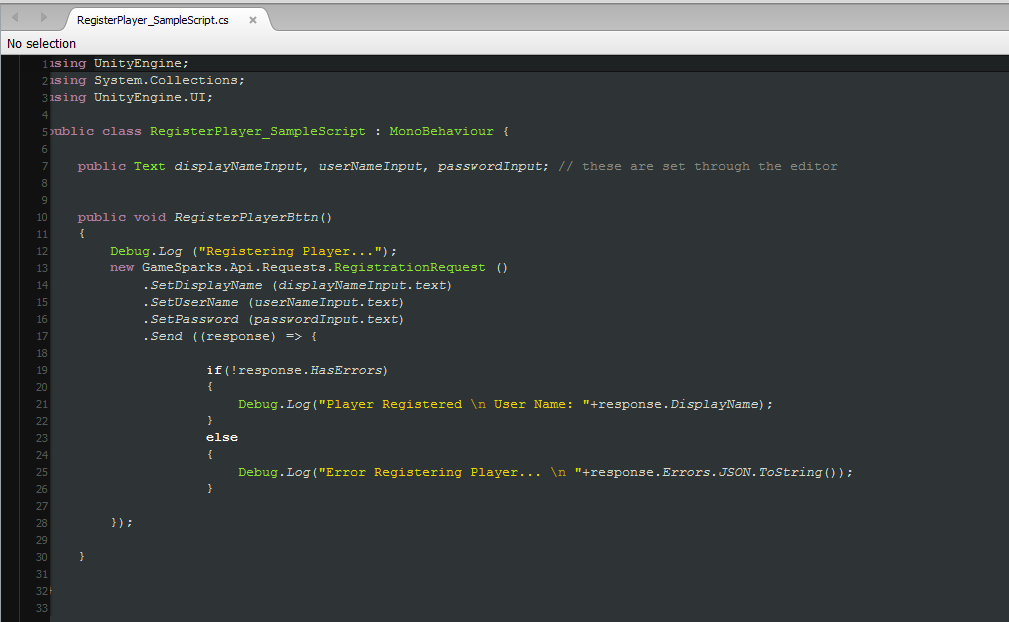 RegisterPlayer_SampleScript.cs ×
No selection
1 using UnityEngine;
2 using System.Collections;
3 using UnityEngine.UI;
4
5 public class RegisterPlayer_SampleScript : MonoBehaviour {
6
7 public Text displayNameInput, userNameInput, passwordInput; // these are set through the editor
8
9
10 public void RegisterPlayerBttn()
11 {
12 Debug.Log ("Registering Player...");
13 new GameSparks.Api.Requests.RegistrationRequest ()
14 .SetDisplayName (displayNameInput.text)
15 .SetUserName (userNameInput.text)
16 .SetPassword (passwordInput.text)
17 .Send ((response) => {
18
19 if(!response.HasErrors)
20 {
21 Debug.Log("Player Registered \n User Name: "+response.DisplayName);
22 }
23 else
24 {
25 Debug.Log("Error Registering Player... \n "+response.Errors.JSON.ToString());
26 }
27
28 });
29
30 }
31
32 }
33